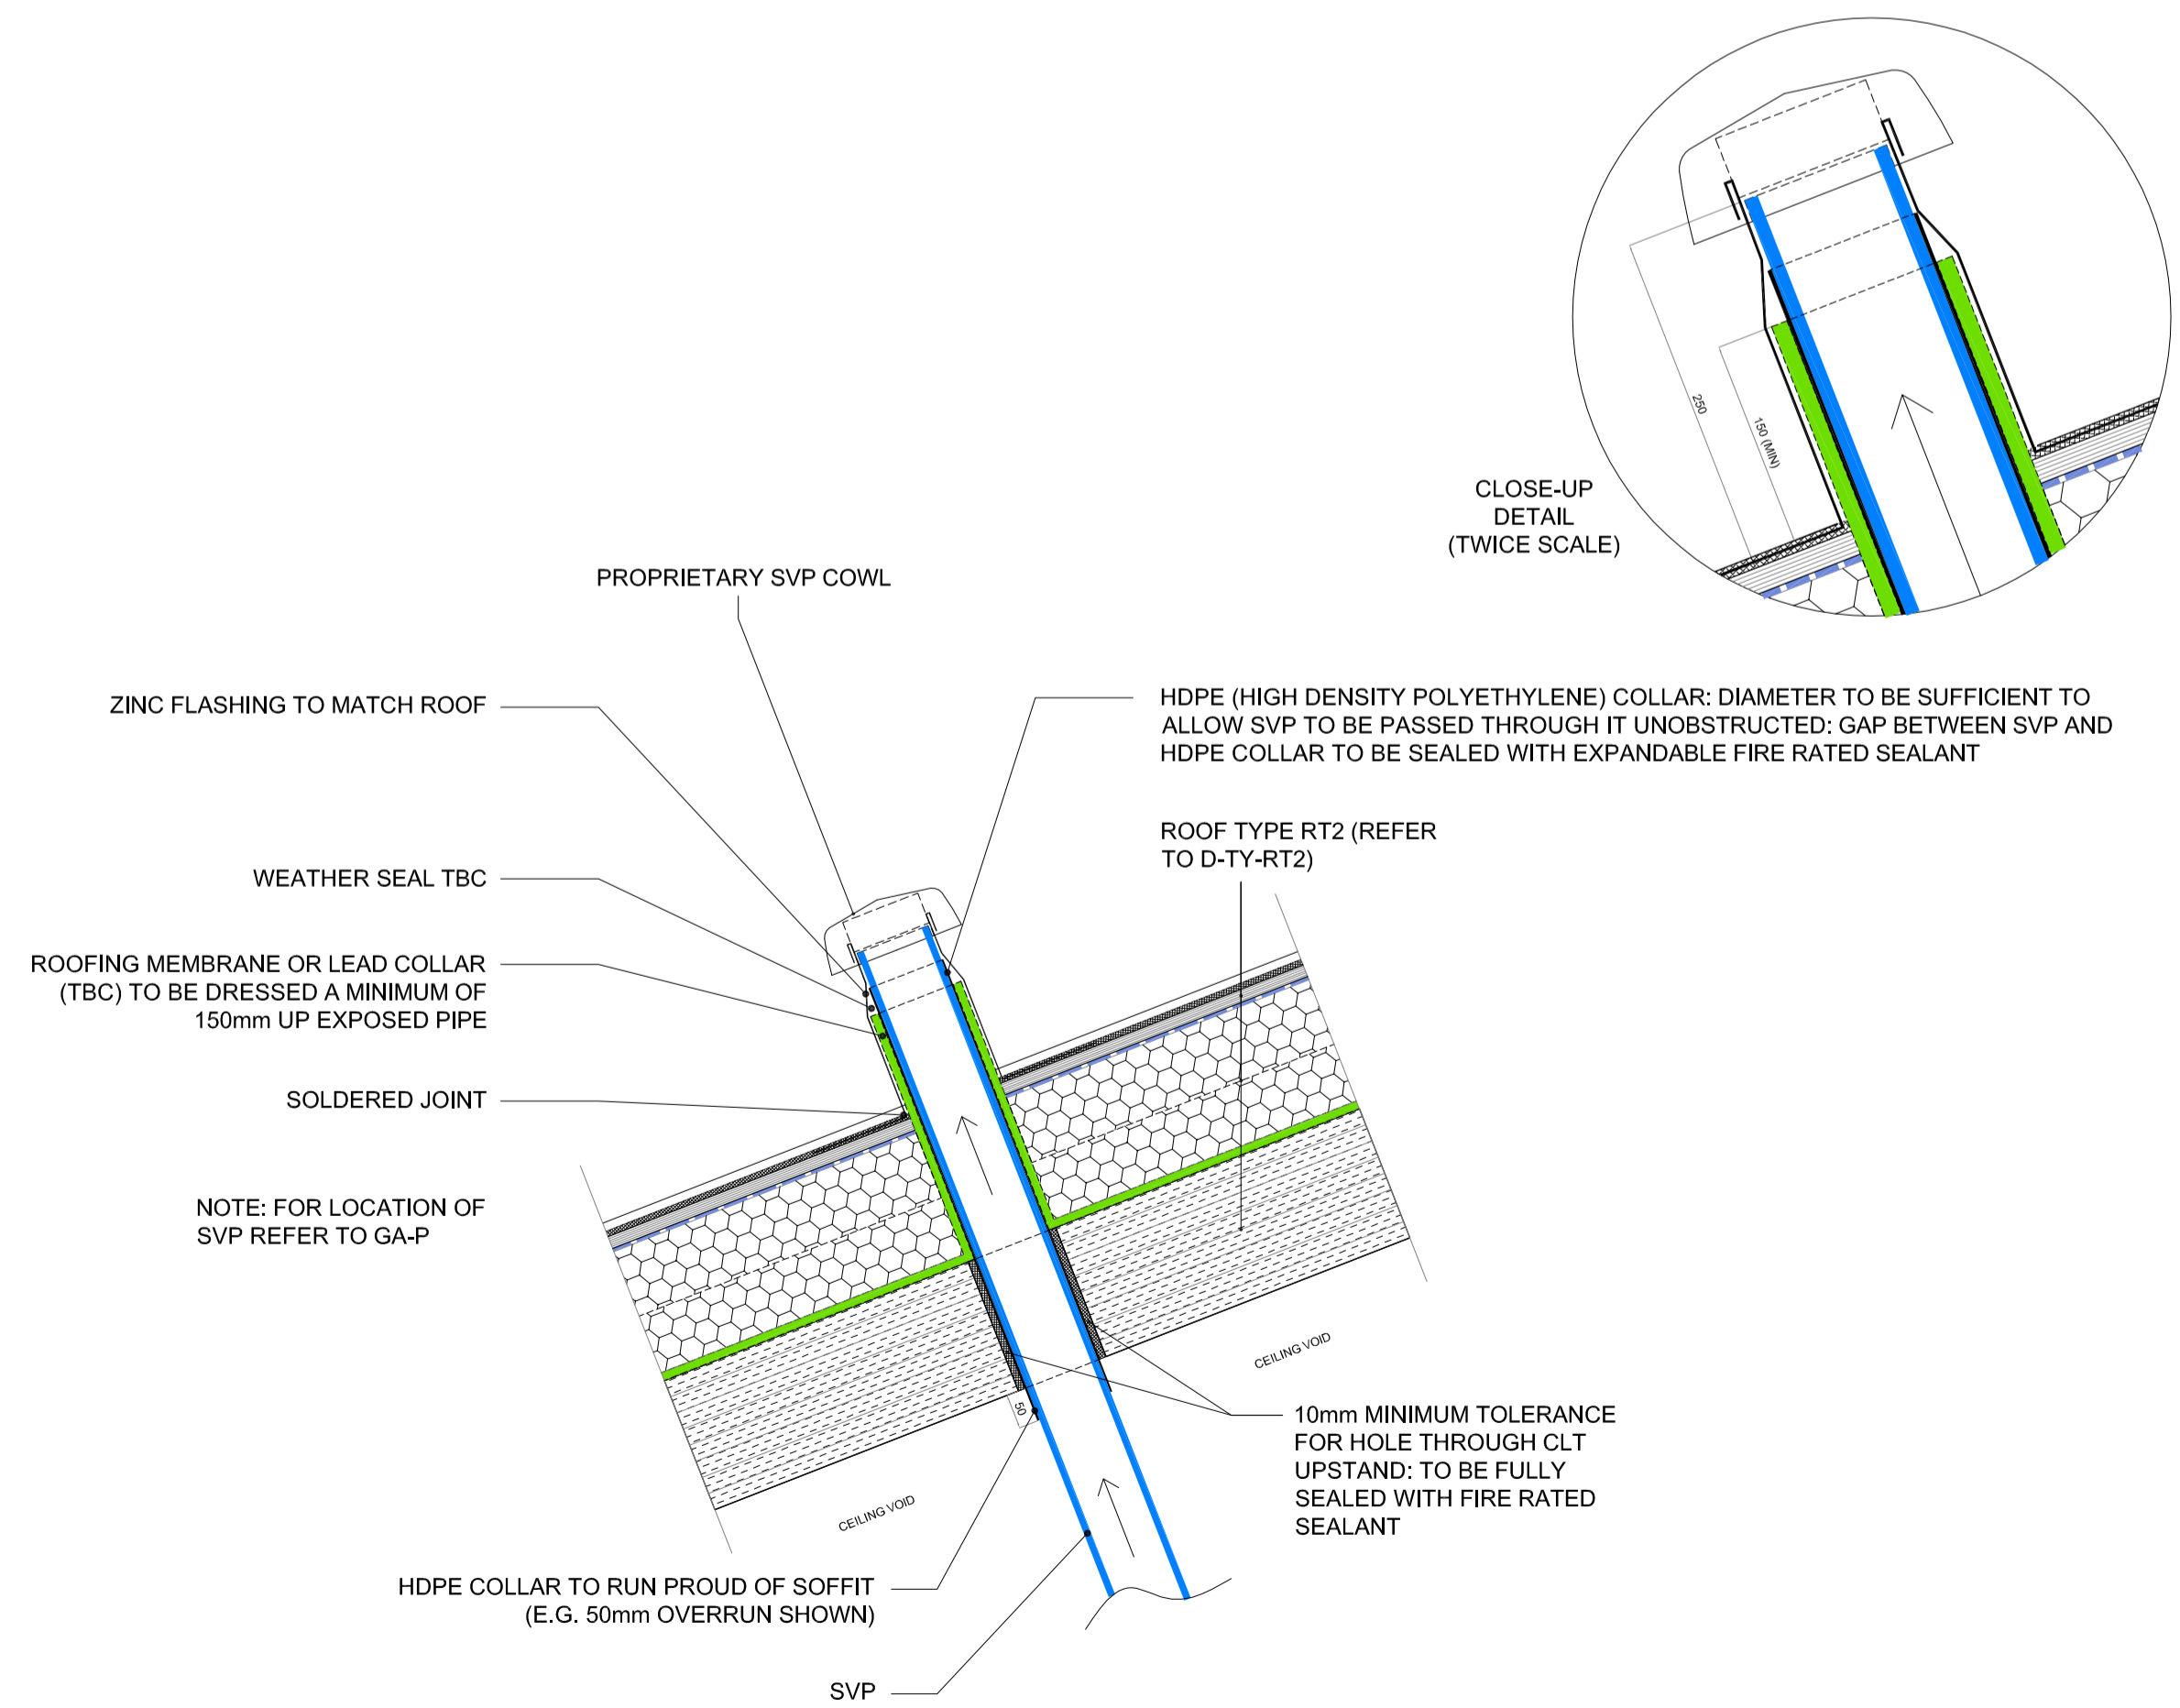 250
150 (MIN)
CLOSE-UP
DETAIL
(TWICE SCALE)
PROPRIETARY SVP COWL
ZINC FLASHING TO MATCH ROOF
HDPE (HIGH DENSITY POLYETHYLENE) COLLAR: DIAMETER TO BE SUFFICIENT TO
ALLOW SVP TO BE PASSED THROUGH IT UNOBSTRUCTED: GAP BETWEEN SVP AND
HDPE COLLAR TO BE SEALED WITH EXPANDABLE FIRE RATED SEALANT
ROOF TYPE RT2 (REFER
TO D-TY-RT2)
WEATHER SEAL TBC
ROOFING MEMBRANE OR LEAD COLLAR
(TBC) TO BE DRESSED A MINIMUM OF
150mm UP EXPOSED PIPE
SOLDERED JOINT
NOTE: FOR LOCATION OF
SVP REFER TO GA-P
CEILING VOID
50
10mm MINIMUM TOLERANCE
FOR HOLE THROUGH CLT
UPSTAND: TO BE FULLY
SEALED WITH FIRE RATED
SEALANT
CEILING VOID
HDPE COLLAR TO RUN PROUD OF SOFFIT
(E.G. 50mm OVERRUN SHOWN)
SVP